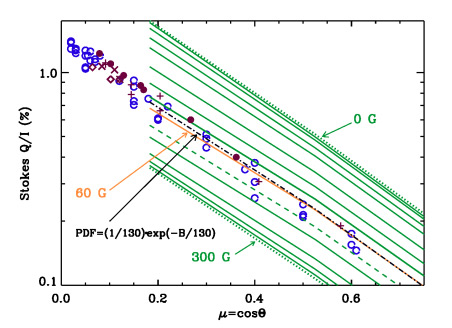 Stokes Q/I (%)
1.0
0.1
0 G
60 G
PDF=(1/130)·exp(−B/130)
300 G
0.0 0.2 0.4 0.6
μ=cosθ